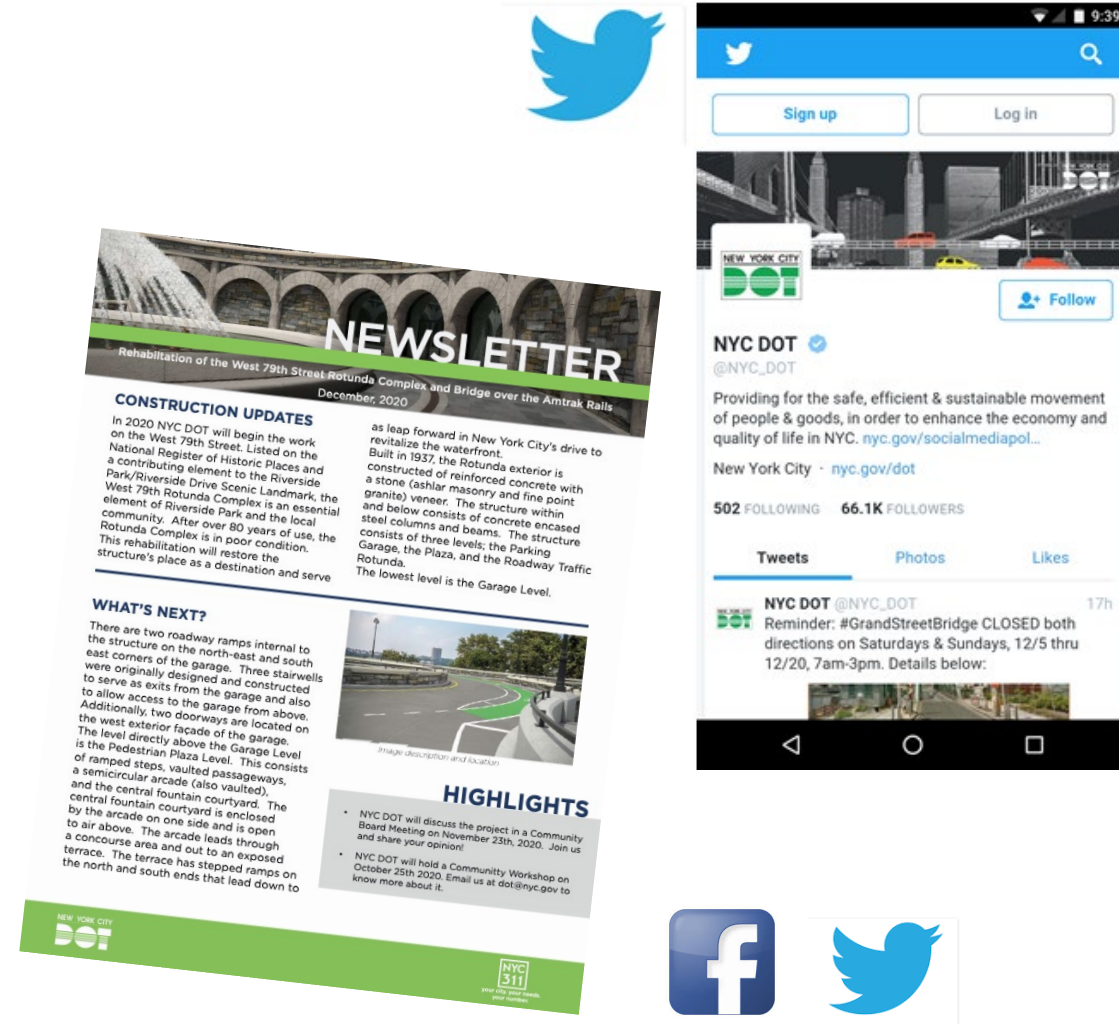 NEWSLETTER
Rehabiltation of the West 79th Street Rotunda Complex and Bridge over the Amtrak Rails
December, 2020
CONSTRUCTION UPDATES
In 2020 NYC DOT will begin the work
on the West 79th Street. Listed on the
National Register of Historic Places and
a contributing element to the Riverside
Park/Riverside Drive Scenic Landmark, the
West 79th Rotunda Complex is an essential
element of Riverside Park and the local
community. After over 80 years of use, the
Rotunda Complex is in poor condition.
This rehabilitation will restore the
structure's place as a destination and serve
as leap forward in New York City's drive to
revitalize the waterfront.
Built in 1937, the Rotunda exterior is
constructed of reinforced concrete with
a stone (ashlar masonry and fine point
granite) veneer. The structure within
and below consists of concrete encased
steel columns and beams. The structure
consists of three levels; the Parking
Garage, the Plaza, and the Roadway Traffic
Rotunda.
The lowest level is the Garage Level.
WHAT'S NEXT?
There are two roadway ramps internal to
the structure on the north-east and south
east corners of the garage. Three stairwells
were originally designed and constructed
to serve as exits from the garage and also
to allow access to the garage from above.
Additionally, two doorways are located on
the west exterior façade of the garage.
The level directly above the Garage Level
is the Pedestrian Plaza Level. This consists
of ramped steps, vaulted passageways,
a semicircular arcade (also vaulted),
and the central fountain courtyard. The
central fountain courtyard is enclosed
by the arcade on one side and is open
to air above. The arcade leads through
a concourse area and out to an exposed
terrace. The terrace has stepped ramps on
the north and south ends that lead down to
Image description and location
HIGHLIGHTS
• NYC DOT will discuss the project in a Community
Board Meeting on November 23th, 2020. Join us
and share your opinion!
• NYC DOT will hold a Communitty Workshop on
October 25th 2020. Email us at dot@nyc.gov to
know more about it.
NEW YORK CITY
DOT
NYC
311
your city, your needs,
your number
9:39
Sign up
Log in
NEW YORK CITY
DOT
NEW YORK CITY
DOT
Follow
NYC DOT
@NYC_DOT
Providing for the safe, efficient & sustainable movement
of people & goods, in order to enhance the economy and
quality of life in NYC. nyc.gov/socialmediapol...
New York City · nyc.gov/dot
502 FOLLOWING 66.1K FOLLOWERS
Tweets Photos Likes
NEW YORK CITY
DOT
NYC DOT @NYC_DOT 17h
Reminder: #GrandStreetBridge CLOSED both
directions on Saturdays & Sundays, 12/5 thru
12/20, 7am-3pm. Details below:
f